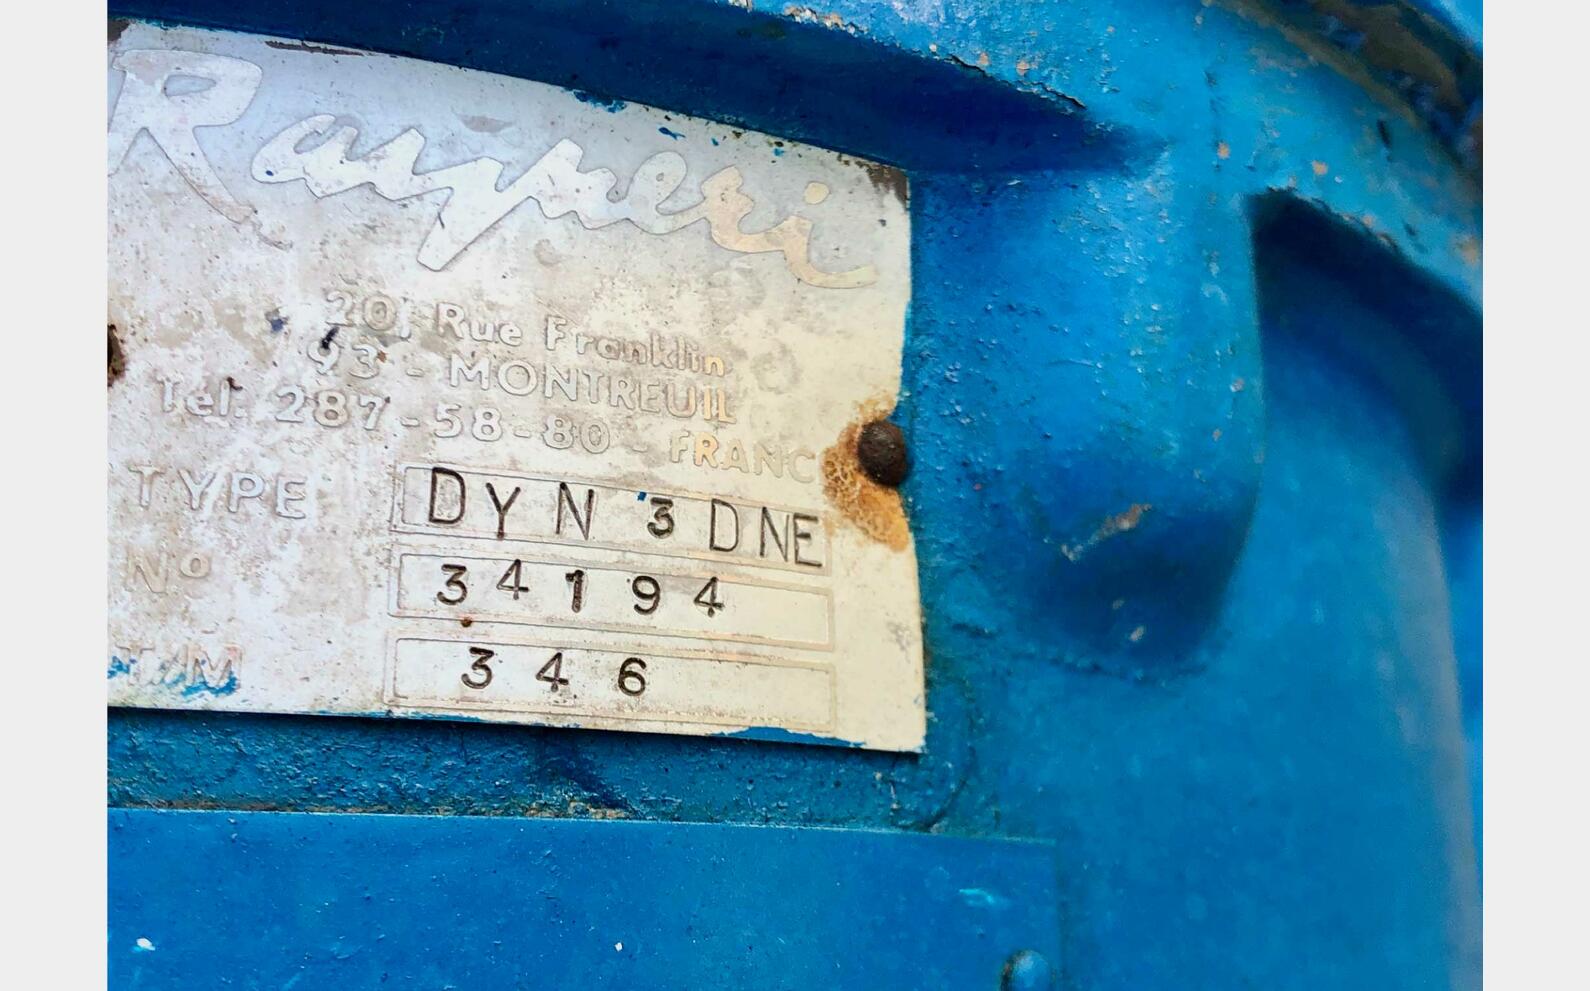 Rayneri
20, Rue Franklin
93 - MONTREUIL
Tel. 287-58-80 - FRANC
TYPE DYN 3 DNE
No 34194
T/M 346